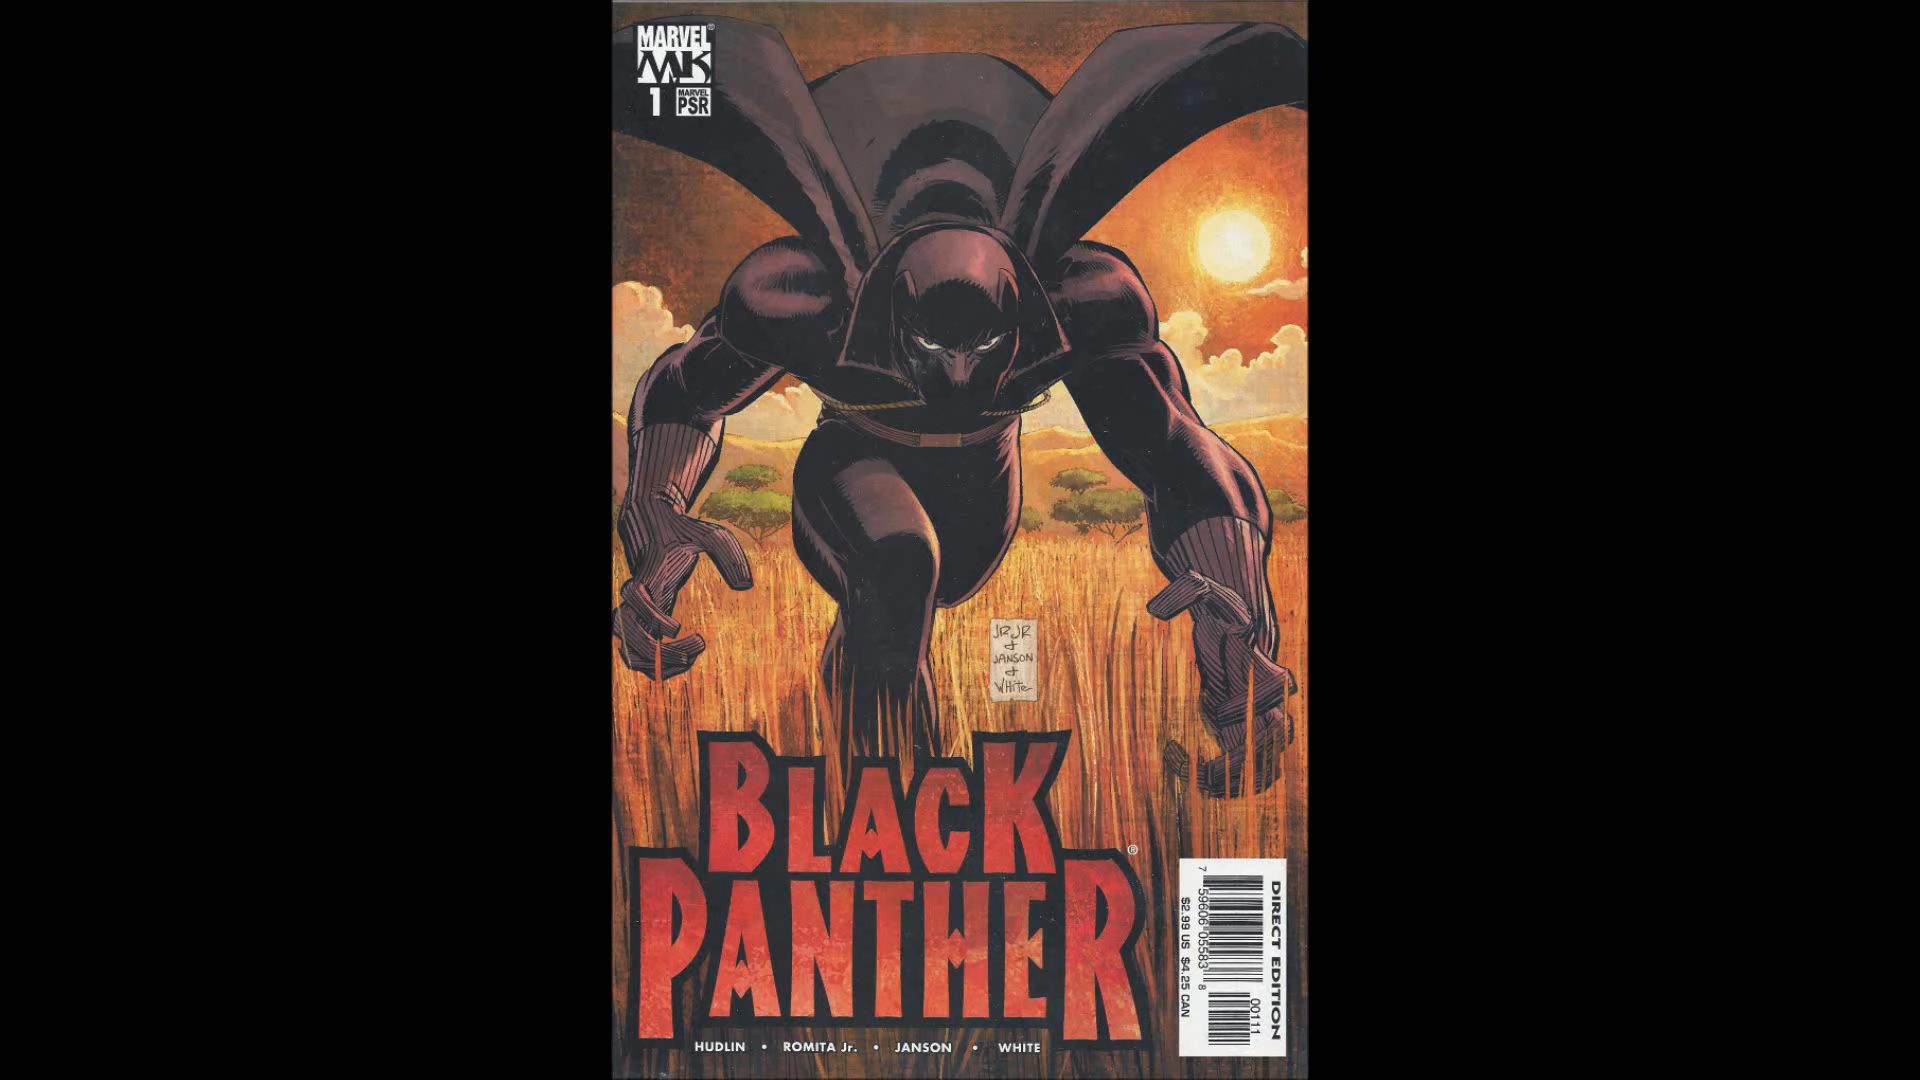 MARVEL
MK
1
MARVEL
PSR
JRJR
&
JANSON
&
WHite
BLACK
PANTHER
®
HUDLIN • ROMITA Jr. • JANSON • WHITE
DIRECT EDITION
00111
7 59606 05583 8
$2.99 US $4.25 CAN